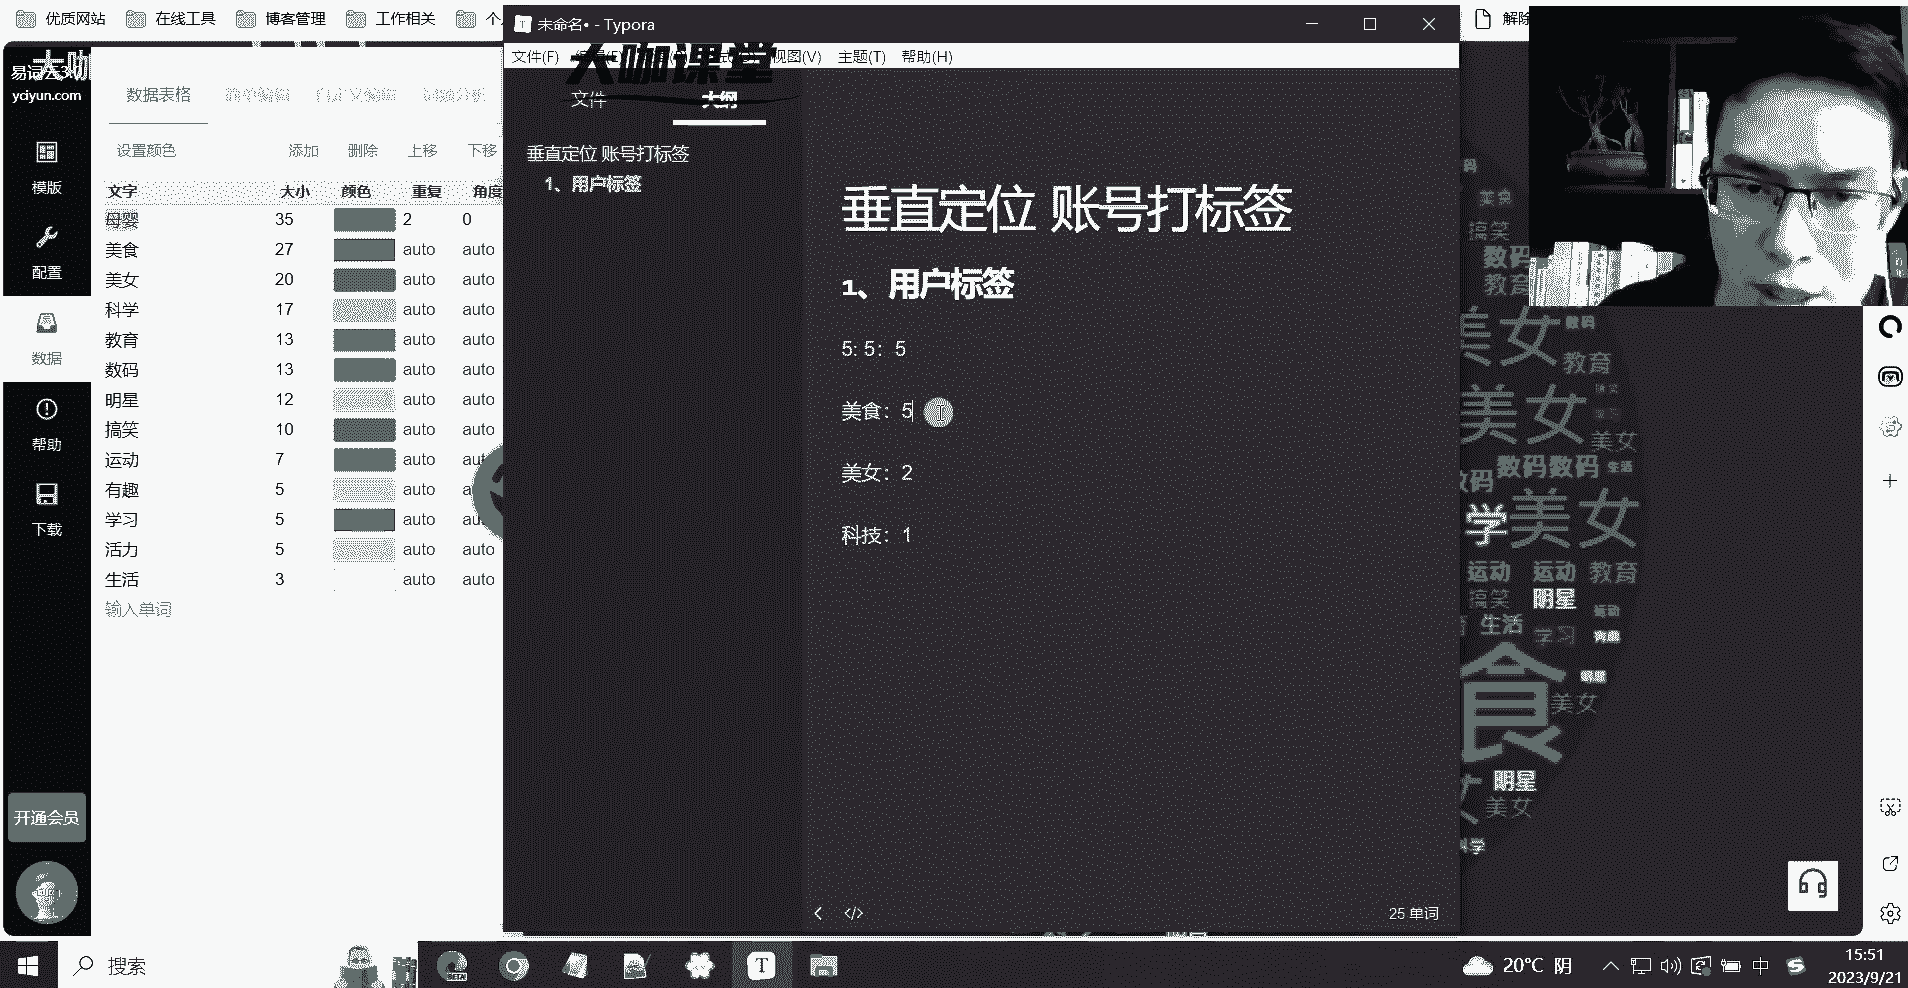 优质网站
在线工具
博客管理
工作相关
未命名• - Typora
解除
文件(F)
视图(V)
主题(T)
帮助(H)
大咖课堂
大咖
yciyun.com
模版
配置
数据
帮助
下载
开通会员
数据表格
设置颜色 添加 删除 上移 下移
文字 大小 颜色 重复 角度
母婴 35 2 0
美食 27 auto auto
美女 20 auto auto
科学 17 auto auto
教育 13 auto auto
数码 13 auto auto
明星 12 auto auto
搞笑 10 auto auto
运动 7 auto
有趣 5 auto
学习 5 auto
活力 5 auto auto
生活 3 auto auto
输入单词
文件
大纲
垂直定位 账号打标签
1、用户标签
垂直定位 账号打标签
1、用户标签
5: 5：5
美食：5
美女：2
科技：1
25 单词
美食
搞笑
数码
教育
美女
数码
教育
美女
美女
数码数码
生活
学
美女
运动
运动
教育
搞笑
明星
运动
生活
学习
食
美女
明星
美女
搜索
T
20°C 阴
中
15:51
2023/9/21